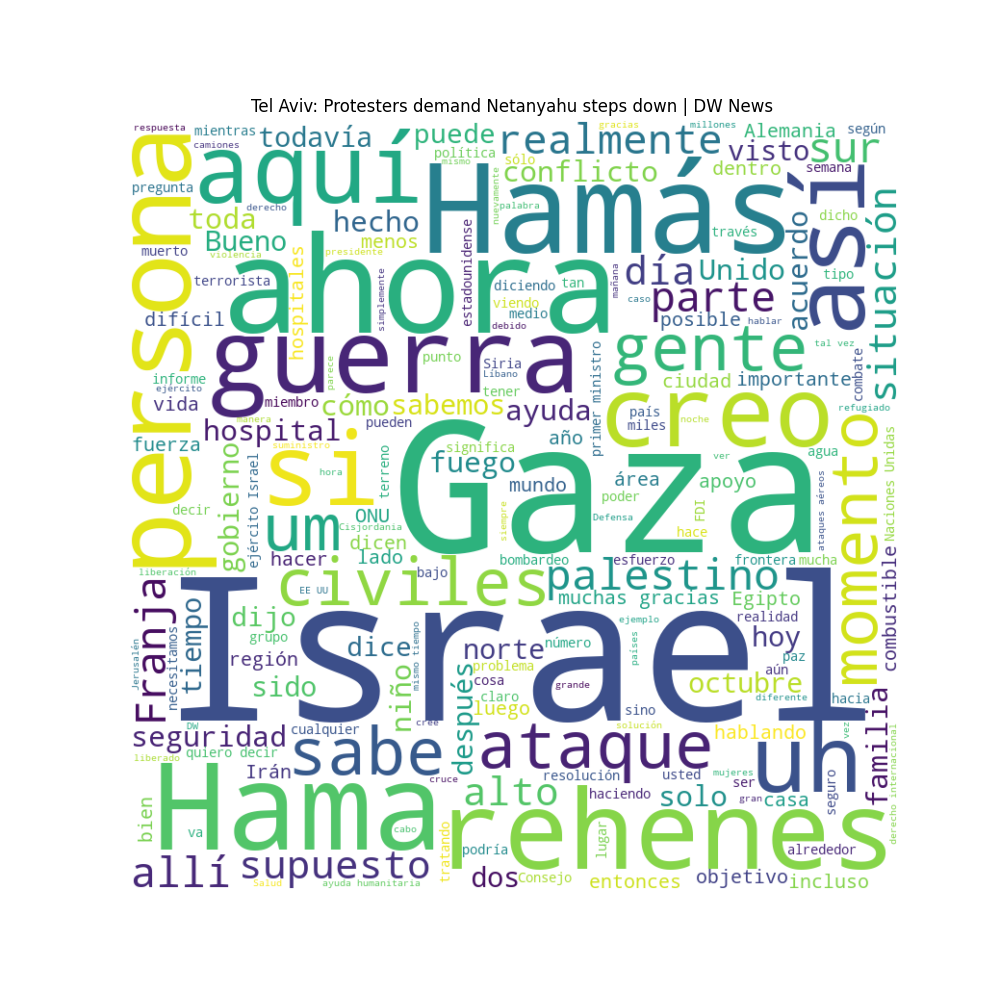 Tel Aviv: Protesters demand Netanyahu steps down | DW News
respuesta
mientras
camiones
todavía
aquí
puede
política
mismo
realmente
gracias
sólo
conflicto
millones
Alemania
visto
dentro
según
sur
semana
persona
pregunta
derecho
toda
hecho
Bueno
menos
Hamás
nuevamente
palabra
través
así
dicho
situación
muerto
violencia
presidente
terrorista
hospitales
ahora
simplemente
estadounidense
diciendo
tan
viendo
medio
debido
mañana
día
Unido
caso
parte
acuerdo
tipo
difícil
posible
hablar
guerra
parece
punto
Siria
Líbano
tener
primer ministro
gente
tal vez
combate
informe
ejército
vida
miembro
cómo
sabemos
ayuda
ciudad
importante
refugiado
manera
pueden
creo
país
miles
noche
hospital
fuerza
suministro
si
hora
terreno
significa
fuego
año
mundo
Gaza
área
apoyo
ver
agua
momento
Naciones Unidas
gobierno
ejército Israel
decir
um
ONU
Cisjordania
dicen
siempre
poder
Defensa
FDI
hace
ataques aéreos
hacer
lado
bajo
bombardeo
esfuerzo
frontera
mucha
combustible
liberación
civiles
EE UU
palestino
muchas gracias
Egipto
Franja
Jerusalén
necesitamos
tiempo
dijo
grupo
Israel
región
dice
mismo tiempo
norte
número
ejemplo
países
realidad
hoy
paz
aún
sido
niño
después
problema
cosa
claro
grande
luego
octubre
diferente
hacia
seguridad
DW
cualquier
cree
sino
solución
hablando
vez
familia
derecho internacional
quiero decir
liberado
Irán
sabe
cruce
ataque
resolución
usted
mujeres
ser
uh
seguro
bien
va
Hama
cabo
alto
haciendo
solo
gran
casa
rehenes
tratando
podría
lugar
alrededor
allí
supuesto
Salud
ayuda humanitaria
dos
Consejo
entonces
objetivo
incluso